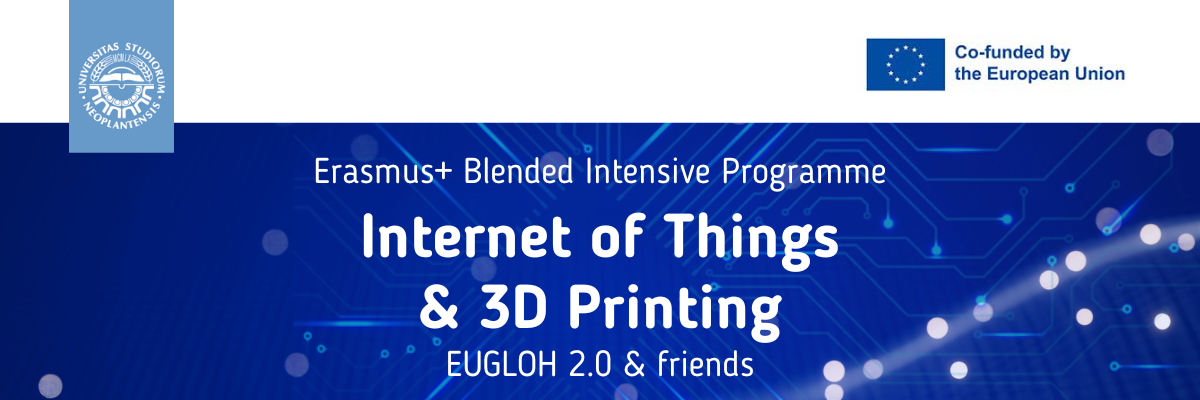 UNIVERSITAS STUDIORUM
MCMLX
NEOPLANTENSIS
Co-funded by
the European Union
Erasmus+ Blended Intensive Programme
Internet of Things
& 3D Printing
EUGLOH 2.0 & friends